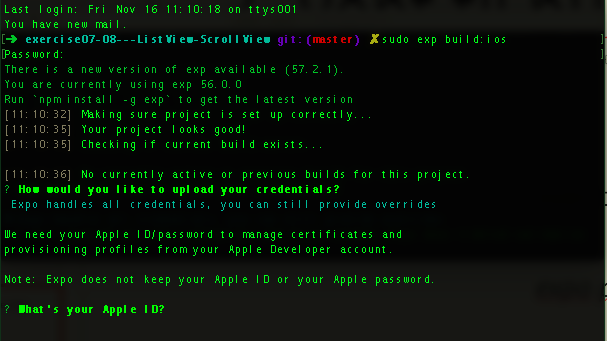 Last login: Fri Nov 16 11:10:18 on ttys001
You have new mail.
[➜ exercise07-08---ListView-ScrollView git:(master) ✗ sudo exp build:ios ]
[Password: ]
There is a new version of exp available (57.2.1).
You are currently using exp 56.0.0
Run `npm install -g exp` to get the latest version
[11:10:32] Making sure project is set up correctly...
[11:10:35] Your project looks good!
[11:10:35] Checking if current build exists...
[11:10:36] No currently active or previous builds for this project.
? How would you like to upload your credentials?
Expo handles all credentials, you can still provide overrides
We need your Apple ID/password to manage certificates and
provisioning profiles from your Apple Developer account.
Note: Expo does not keep your Apple ID or your Apple password.
? What's your Apple ID?